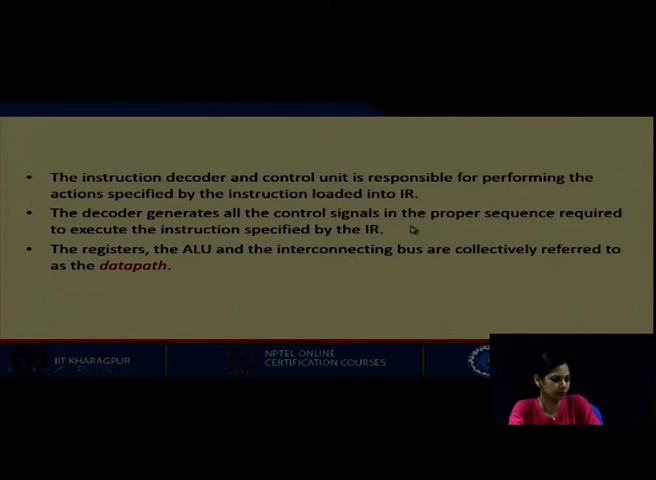 • The instruction decoder and control unit is responsible for performing the
actions specified by the instruction loaded into IR.
• The decoder generates all the control signals in the proper sequence required
to execute the instruction specified by the IR.
• The registers, the ALU and the interconnecting bus are collectively referred to
as the datapath.
IIT KHARAGPUR
NPTEL ONLINE
CERTIFICATION COURSES